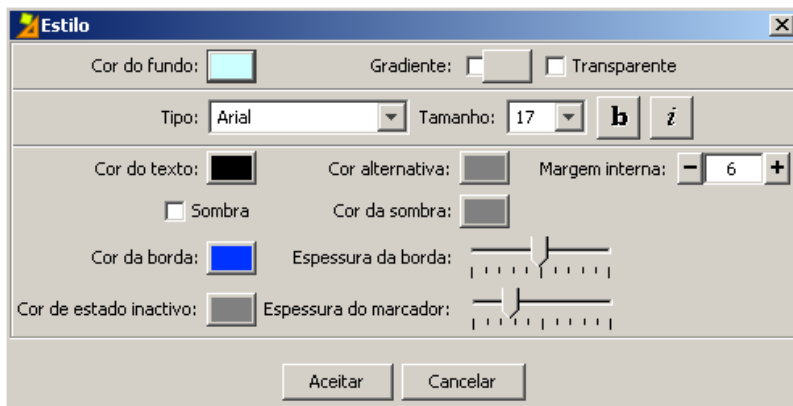 Estilo
Cor do fundo: Gradiente: Transparente
Tipo: Arial Tamanho: 17 b i
Cor do texto: Cor alternativa: Margem interna: − 6 +
Sombra Cor da sombra:
Cor da borda: Espessura da borda:
Cor de estado inactivo: Espessura do marcador:
Aceitar Cancelar